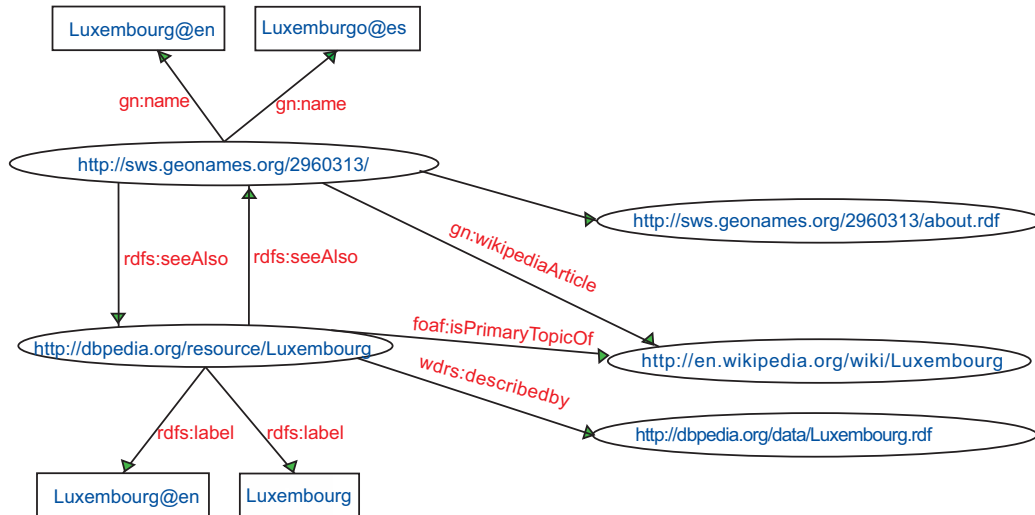 Luxembourg@en
Luxemburgo@es
gn:name
gn:name
http://sws.geonames.org/2960313/
http://sws.geonames.org/2960313/about.rdf
gn:wikipediaArticle
rdfs:seeAlso
rdfs:seeAlso
foaf:isPrimaryTopicOf
http://dbpedia.org/resource/Luxembourg
http://en.wikipedia.org/wiki/Luxembourg
wdrs:describedby
rdfs:label
rdfs:label
http://dbpedia.org/data/Luxembourg.rdf
Luxembourg@en
Luxembourg